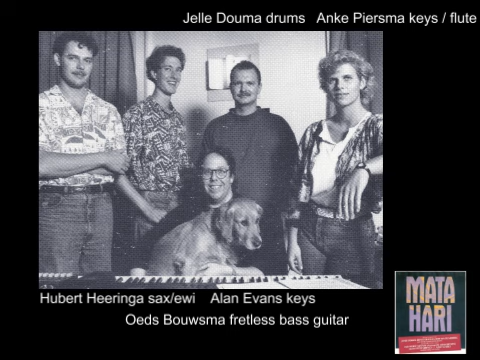 Jelle Douma drums   Anke Piersma keys / flute
Hubert Heeringa sax/ewi    Alan Evans keys
Oeds Bouwsma fretless bass guitar
MATA
HARI